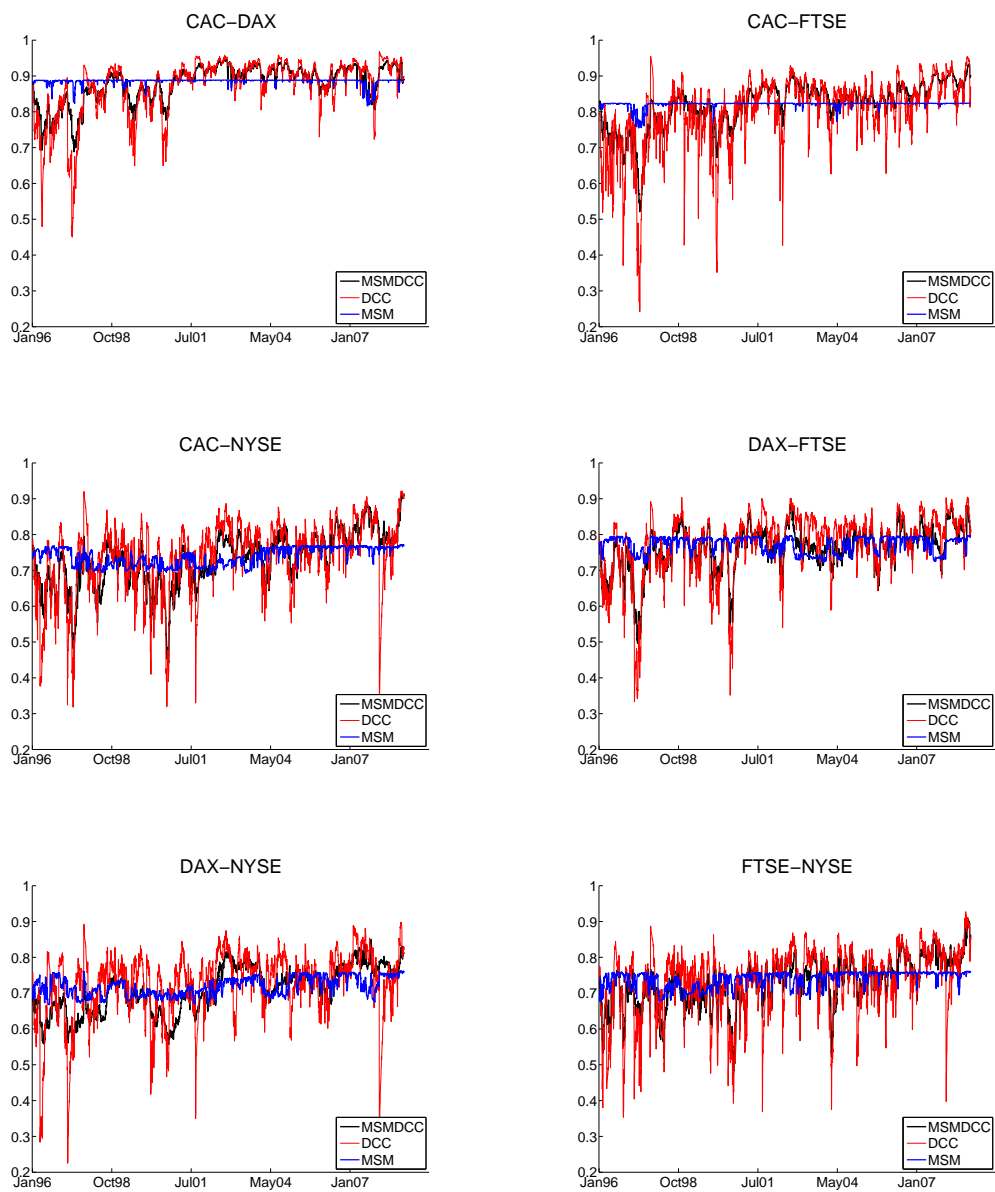 CAC–DAX
1
0.9
0.8
0.7
0.6
0.5
0.4
0.3
0.2
Jan96 Oct98 Jul01 May04 Jan07
MSMDCC
DCC
MSM
CAC–FTSE
1
0.9
0.8
0.7
0.6
0.5
0.4
0.3
0.2
Jan96 Oct98 Jul01 May04 Jan07
MSMDCC
DCC
MSM
CAC–NYSE
1
0.9
0.8
0.7
0.6
0.5
0.4
0.3
0.2
Jan96 Oct98 Jul01 May04 Jan07
MSMDCC
DCC
MSM
DAX–FTSE
1
0.9
0.8
0.7
0.6
0.5
0.4
0.3
0.2
Jan96 Oct98 Jul01 May04 Jan07
MSMDCC
DCC
MSM
DAX–NYSE
1
0.9
0.8
0.7
0.6
0.5
0.4
0.3
0.2
Jan96 Oct98 Jul01 May04 Jan07
MSMDCC
DCC
MSM
FTSE–NYSE
1
0.9
0.8
0.7
0.6
0.5
0.4
0.3
0.2
Jan96 Oct98 Jul01 May04 Jan07
MSMDCC
DCC
MSM